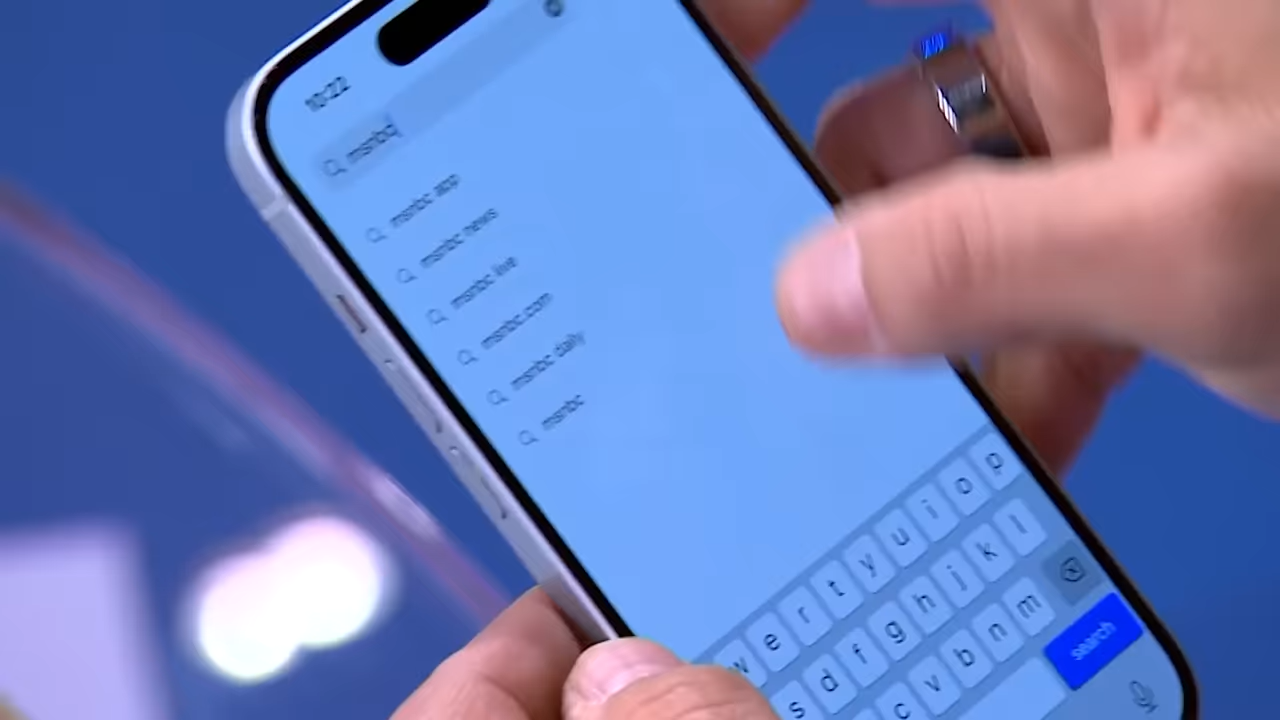 10:22
msnbc
msnbc app
msnbc news
msnbc live
msnbc.com
msnbc daily
msnbc
w e r t y u i o p
s d f g h j k l
c v b n m
search